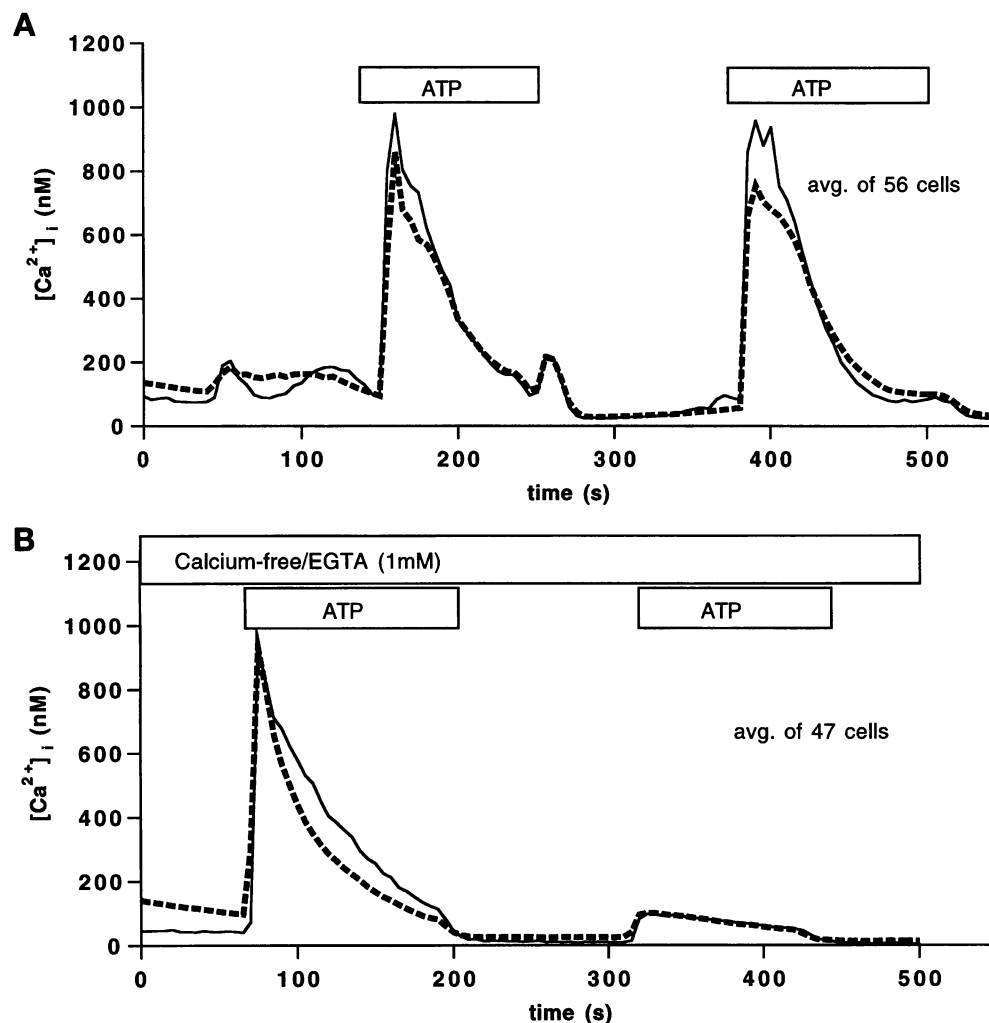 A
1200
1000
800
600
400
200
0
[Ca²⁺]ᵢ (nM)
ATP
ATP
avg. of 56 cells
0 100 200 300 400 500
time (s)
B
1200
1000
800
600
400
200
0
[Ca²⁺]ᵢ (nM)
Calcium-free/EGTA (1mM)
ATP
ATP
avg. of 47 cells
0 100 200 300 400 500
time (s)